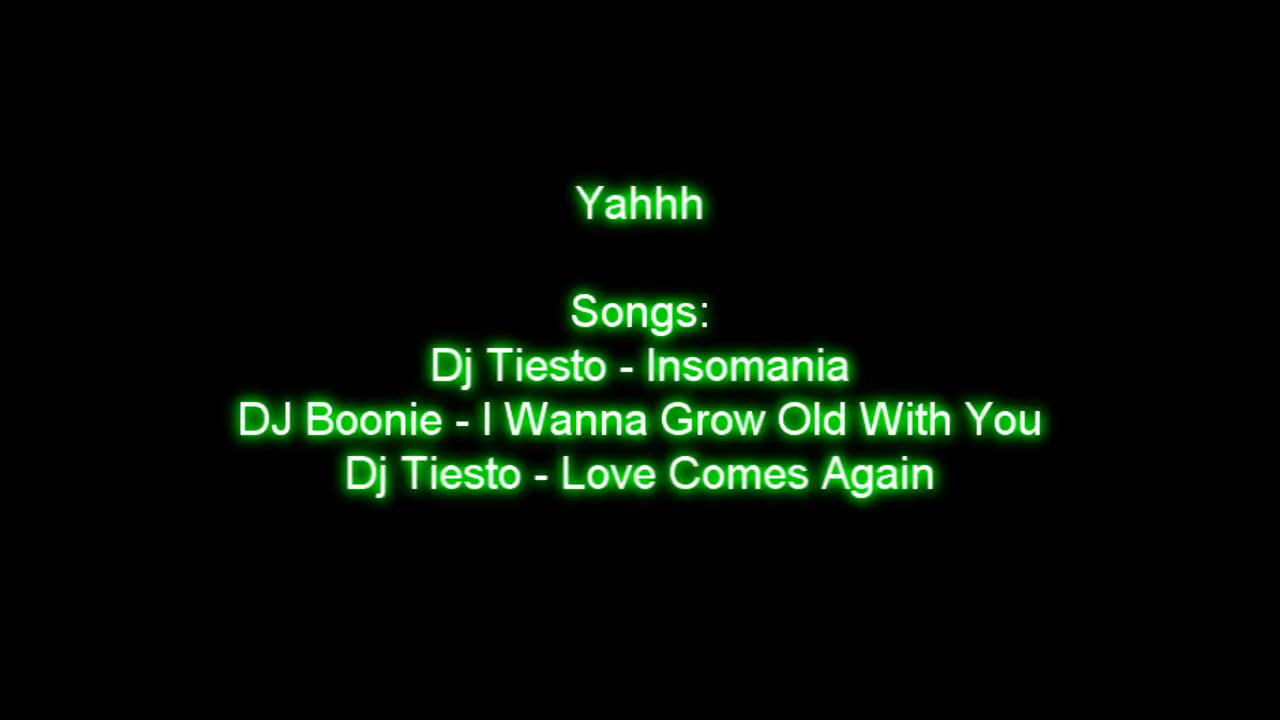 Yahhh
Songs:
Dj Tiesto - Insomania
DJ Boonie - I Wanna Grow Old With You
Dj Tiesto - Love Comes Again